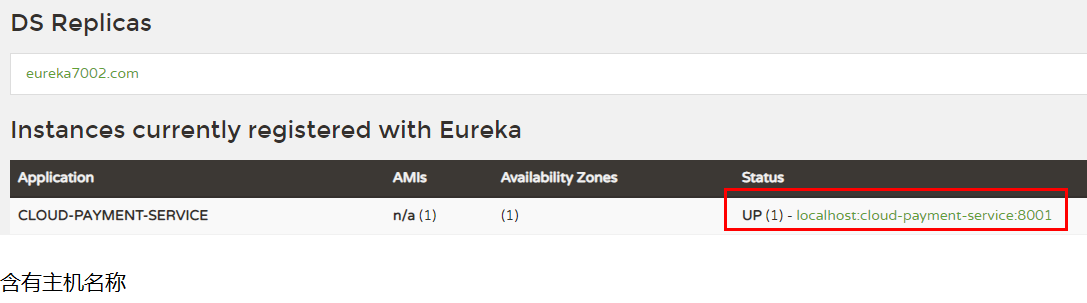 DS Replicas
eureka7002.com
Instances currently registered with Eureka
Application AMIs Availability Zones Status
CLOUD-PAYMENT-SERVICE n/a (1) (1) UP (1) - localhost:cloud-payment-service:8001
含有主机名称